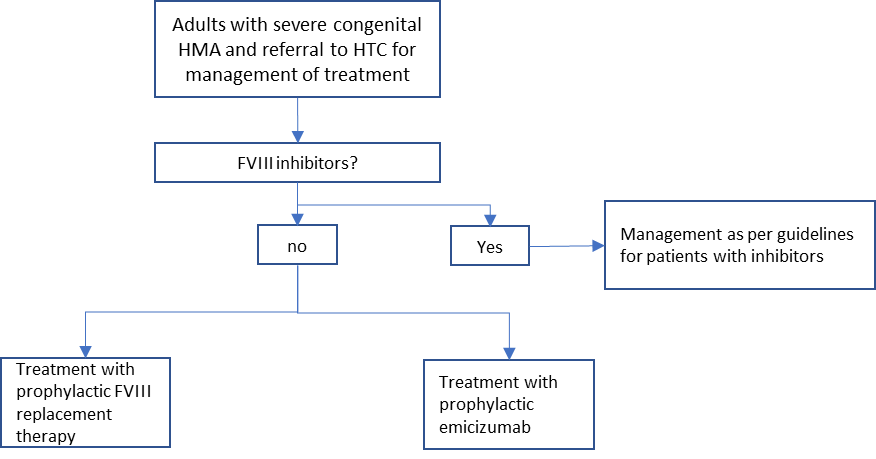 Adults with severe congenital
HMA and referral to HTC for
management of treatment
FVIII inhibitors?
no
Yes
Management as per guidelines
for patients with inhibitors
Treatment with
prophylactic FVIII
replacement
therapy
Treatment with
prophylactic
emicizumab